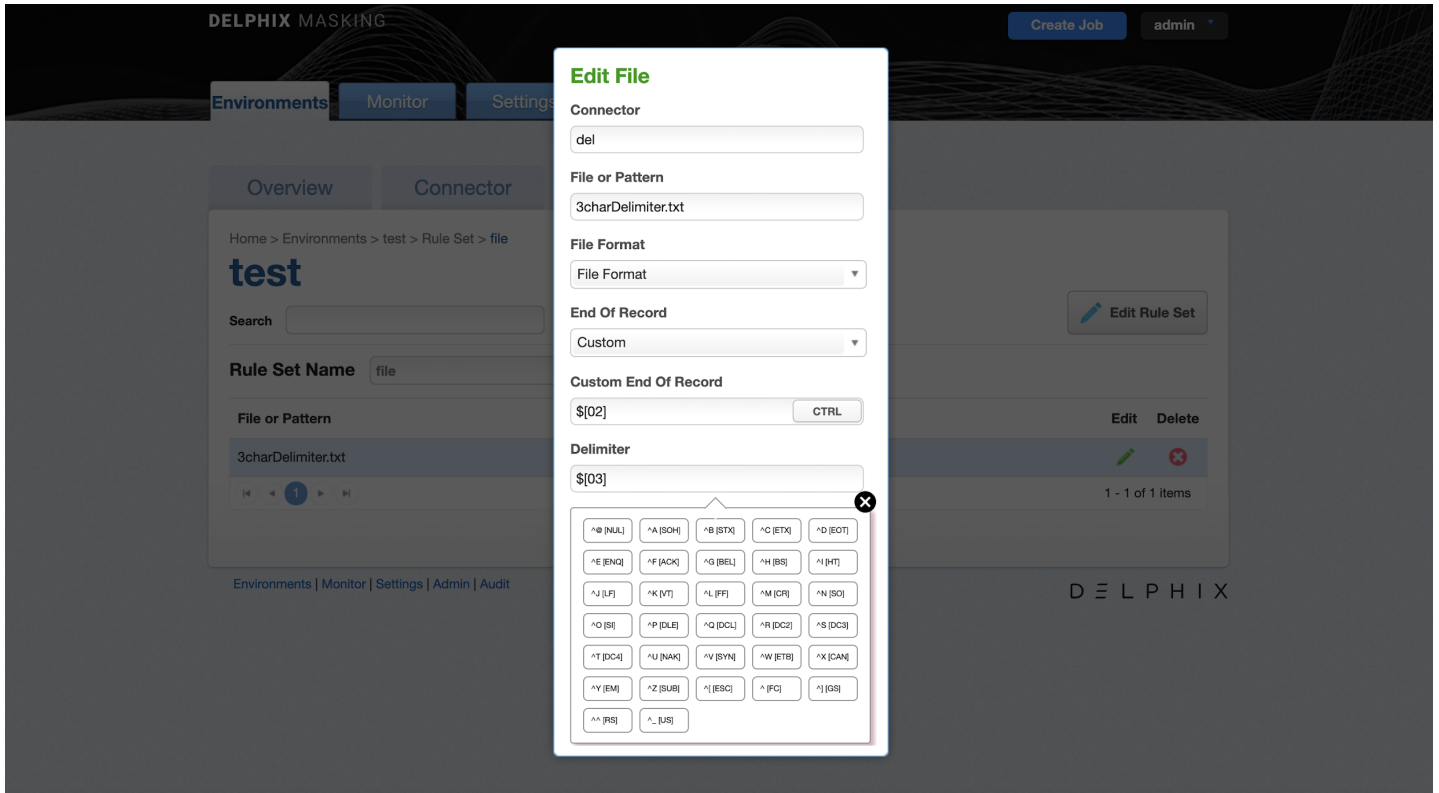 DELPHIX MASKING
Create Job
admin
Environments
Monitor
Settings
Overview
Connector
Home > Environments > test > Rule Set > file
test
Search
Edit Rule Set
Rule Set Name
file
File or Pattern
Edit
Delete
3charDelimiter.txt
1
1 - 1 of 1 items
Environments | Monitor | Settings | Admin | Audit
DELPHIX
Edit File
Connector
del
File or Pattern
3charDelimiter.txt
File Format
File Format
End Of Record
Custom
Custom End Of Record
$[02]
CTRL
Delimiter
$[03]
^@ [NUL] ^A [SOH] ^B [STX] ^C [ETX] ^D [EOT]
^E [ENQ] ^F [ACK] ^G [BEL] ^H [BS] ^I [HT]
^J [LF] ^K [VT] ^L [FF] ^M [CR] ^N [SO]
^O [SI] ^P [DLE] ^Q [DCL] ^R [DC2] ^S [DC3]
^T [DC4] ^U [NAK] ^V [SYN] ^W [ETB] ^X [CAN]
^Y [EM] ^Z [SUB] ^[ [ESC] ^ [FC] ^] [GS]
^^ [RS] ^_ [US]